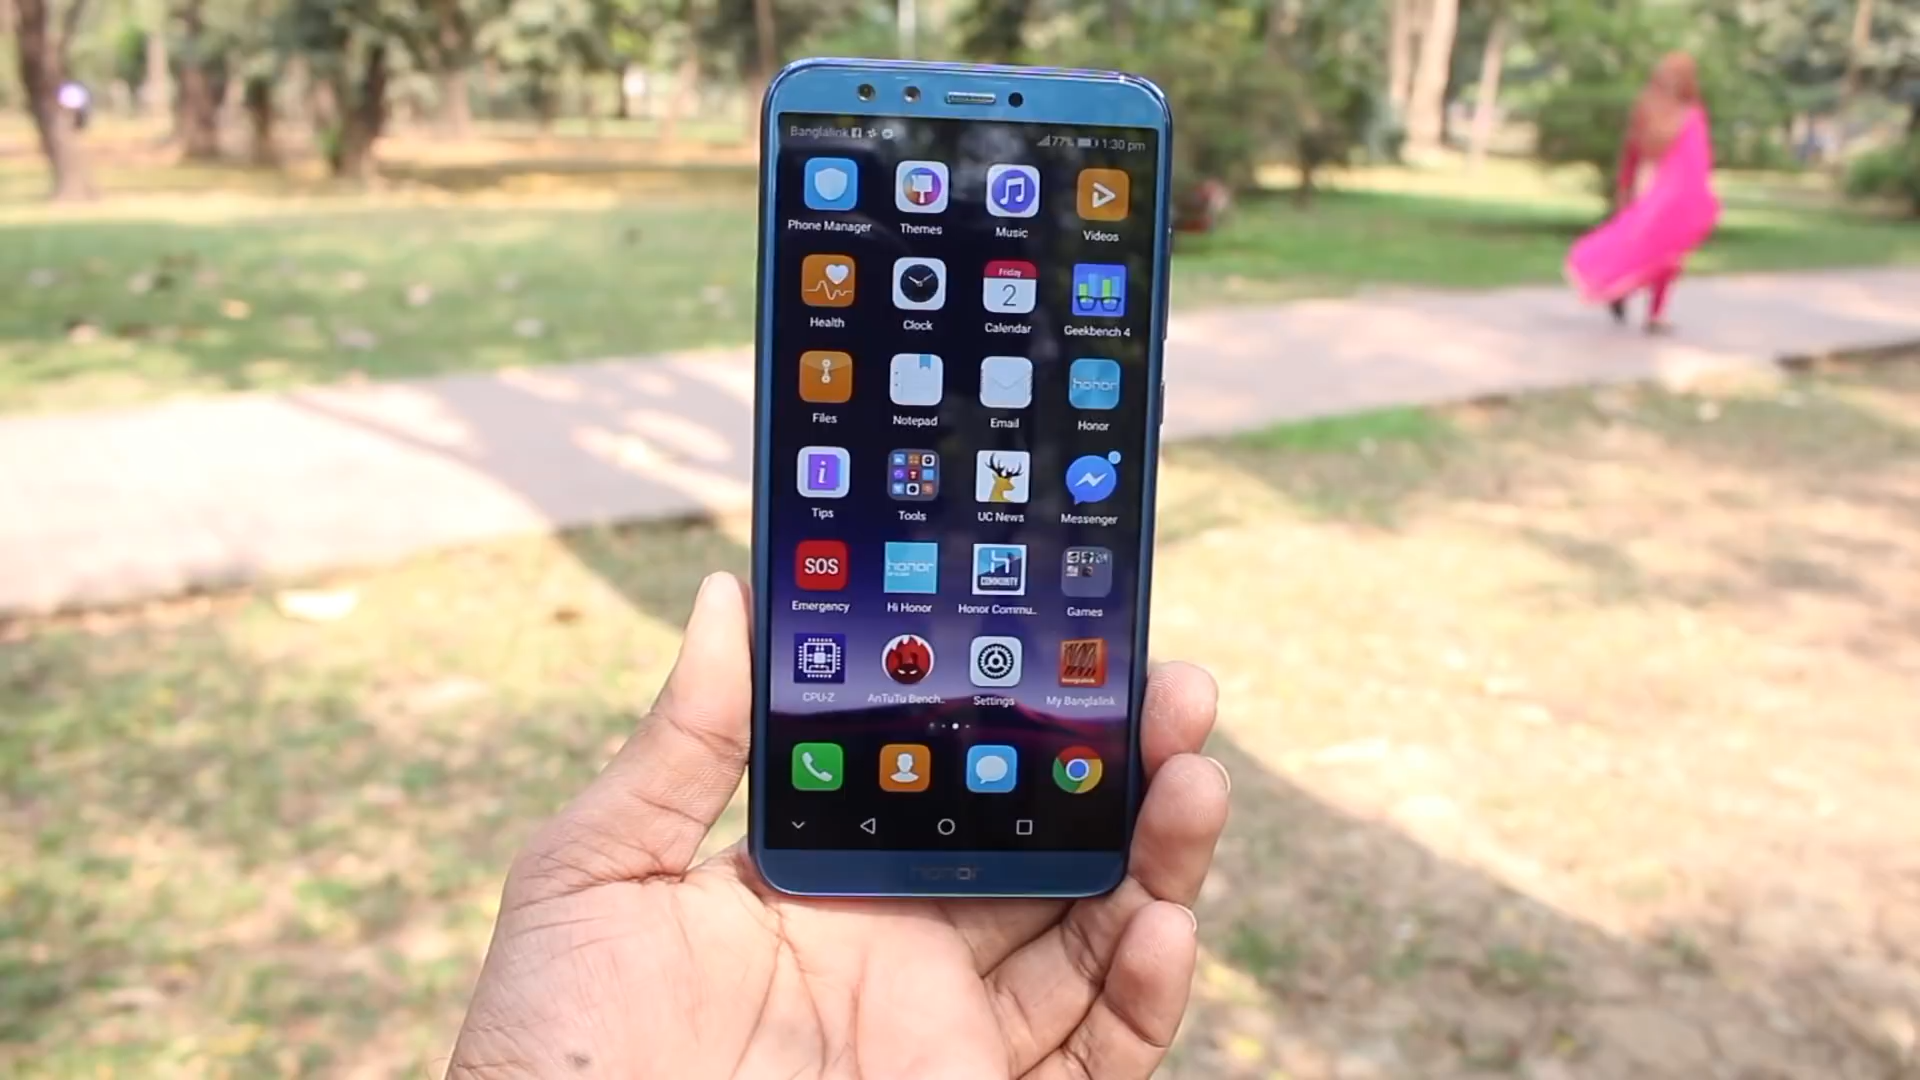 Banglalink 77% 1:30 pm
Phone Manager Themes Music Videos
Friday
2
Health Clock Calendar Geekbench 4
honor
Files Notepad Email Honor
Tips Tools UC News Messenger
SOS honor COMMUNITY
Emergency Hi Honor Honor Commu.. Games
CPU-Z AnTuTu Bench.. Settings My Banglalink
honor